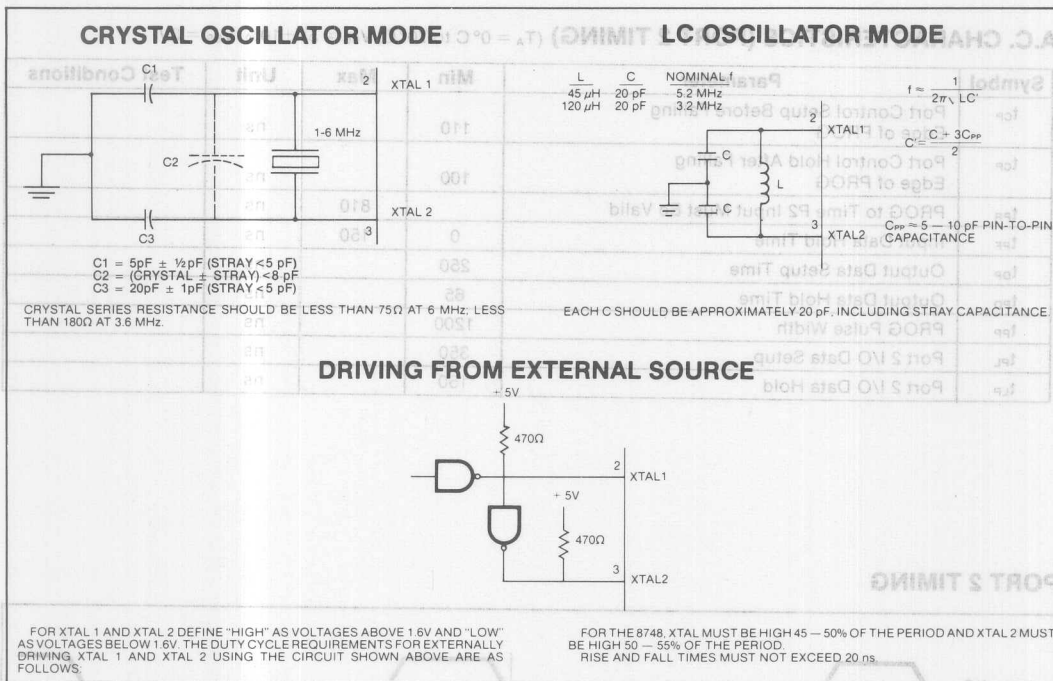 CRYSTAL OSCILLATOR MODE
C1
2
XTAL 1
1-6 MHz
C2
XTAL 2
3
C3
C1 = 5pF ± ½pF (STRAY <5 pF)
C2 = (CRYSTAL ± STRAY) <8 pF
C3 = 20pF ± 1pF (STRAY <5 pF)
CRYSTAL SERIES RESISTANCE SHOULD BE LESS THAN 75Ω AT 6 MHz; LESS
THAN 180Ω AT 3.6 MHz.
LC OSCILLATOR MODE
L C NOMINAL f
45 μH 20 pF 5.2 MHz
120 μH 20 pF 3.2 MHz
f = 1
2π√LC'
C' = C + 3Cpp
2
2
XTAL1
C
L
C
3
XTAL2
Cpp ≈ 5 — 10 pF PIN-TO-PIN
CAPACITANCE
EACH C SHOULD BE APPROXIMATELY 20 pF, INCLUDING STRAY CAPACITANCE.
DRIVING FROM EXTERNAL SOURCE
+ 5V
470Ω
2
XTAL1
+ 5V
470Ω
3
XTAL2
FOR XTAL 1 AND XTAL 2 DEFINE "HIGH" AS VOLTAGES ABOVE 1.6V AND "LOW"
AS VOLTAGES BELOW 1.6V. THE DUTY CYCLE REQUIREMENTS FOR EXTERNALLY
DRIVING XTAL 1 AND XTAL 2 USING THE CIRCUIT SHOWN ABOVE ARE AS
FOLLOWS:
FOR THE 8748, XTAL MUST BE HIGH 45 — 50% OF THE PERIOD AND XTAL 2 MUST
BE HIGH 50 — 55% OF THE PERIOD.
RISE AND FALL TIMES MUST NOT EXCEED 20 ns.